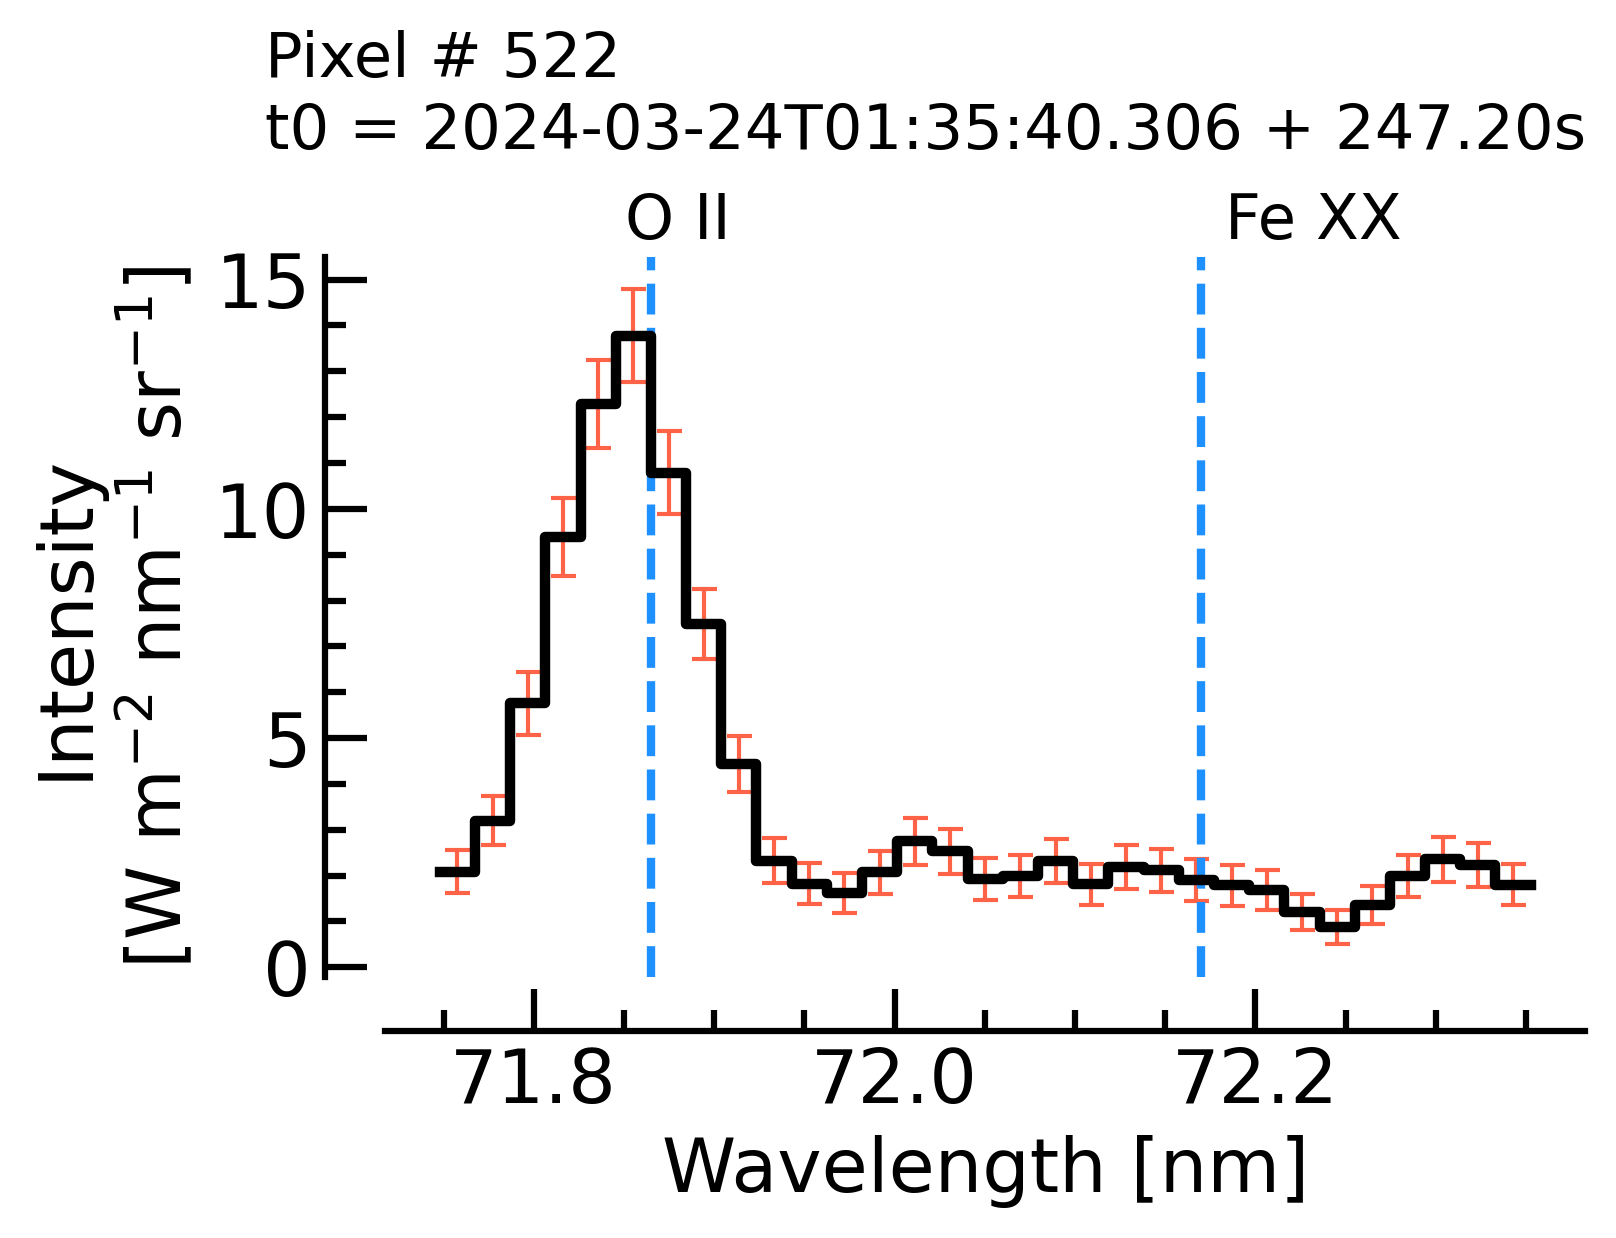 Pixel # 522
t0 = 2024-03-24T01:35:40.306 + 247.20s
O II
Fe XX
Intensity
[W m⁻² nm⁻¹ sr⁻¹]
15
10
5
0
71.8
72.0
72.2
Wavelength [nm]